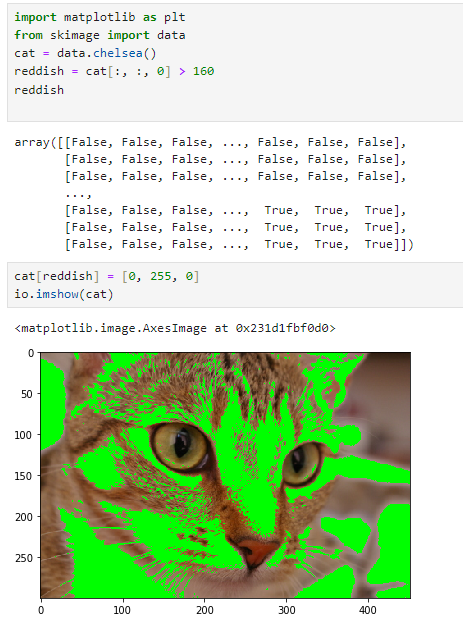 import matplotlib as plt
from skimage import data
cat = data.chelsea()
reddish = cat[:, :, 0] > 160
reddish
array([[False, False, False, ..., False, False, False],
       [False, False, False, ..., False, False, False],
       [False, False, False, ..., False, False, False],
       ...,
       [False, False, False, ...,  True,  True,  True],
       [False, False, False, ...,  True,  True,  True],
       [False, False, False, ...,  True,  True,  True]])
cat[reddish] = [0, 255, 0]
io.imshow(cat)
<matplotlib.image.AxesImage at 0x231d1fbf0d0>
0
50
100
150
200
250
0 100 200 300 400